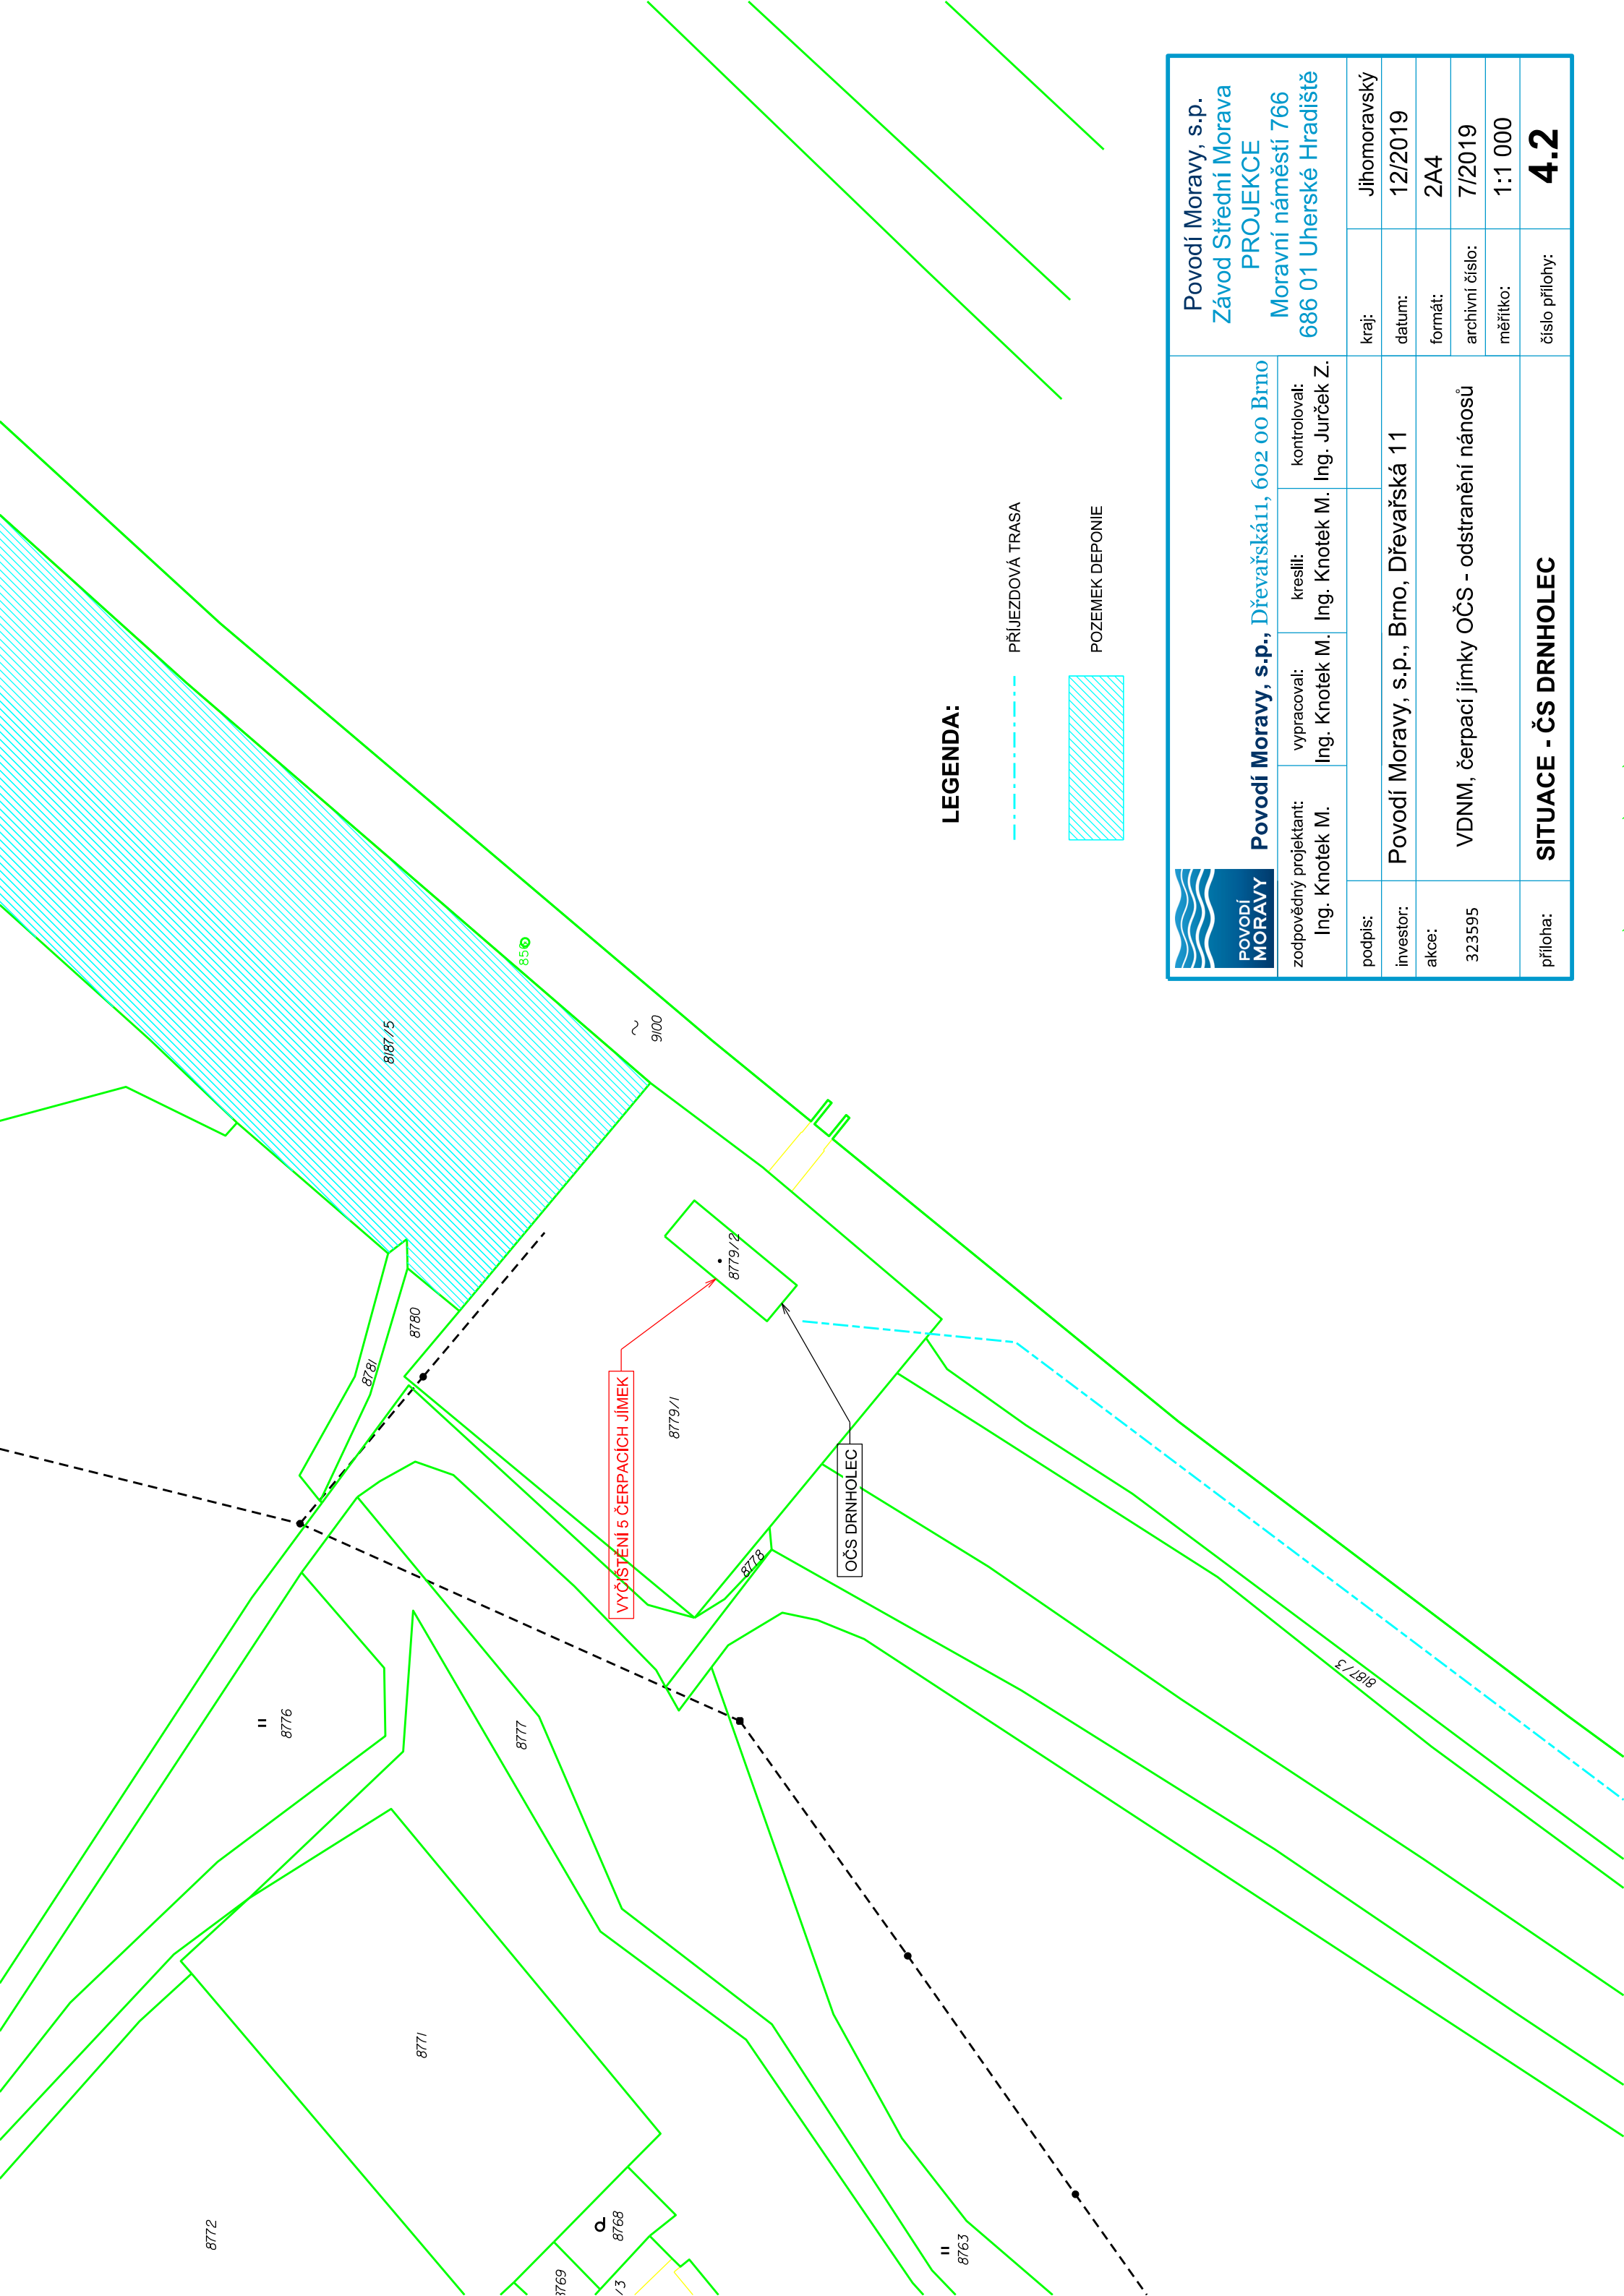 8187/5
856
~
9100
8780
8781
8779/2
8779/1
VYČIŠTĚNÍ 5 ČERPACÍCH JÍMEK
OČS DRNHOLEC
8778
8187/3
8776
8777
8771
8772
8768
8769
/3
8763
LEGENDA:
PŘÍJEZDOVÁ TRASA
POZEMEK DEPONIE
POVODÍ
MORAVY
Povodí Moravy, s.p., Dřevařská11, 602 00 Brno
Povodí Moravy, s.p.
Závod Střední Morava
PROJEKCE
Moravní náměstí 766
686 01 Uherské Hradiště
zodpovědný projektant: vypracoval: kreslil: kontroloval:
Ing. Knotek M. Ing. Knotek M. Ing. Knotek M. Ing. Jurček Z.
podpis: kraj: Jihomoravský
investor: Povodí Moravy, s.p., Brno, Dřevařská 11 datum: 12/2019
akce: formát: 2A4
323595 VDNM, čerpací jímky OČS - odstranění nánosů archivní číslo: 7/2019
měřítko: 1:1 000
příloha: SITUACE - ČS DRNHOLEC číslo přílohy: 4.2